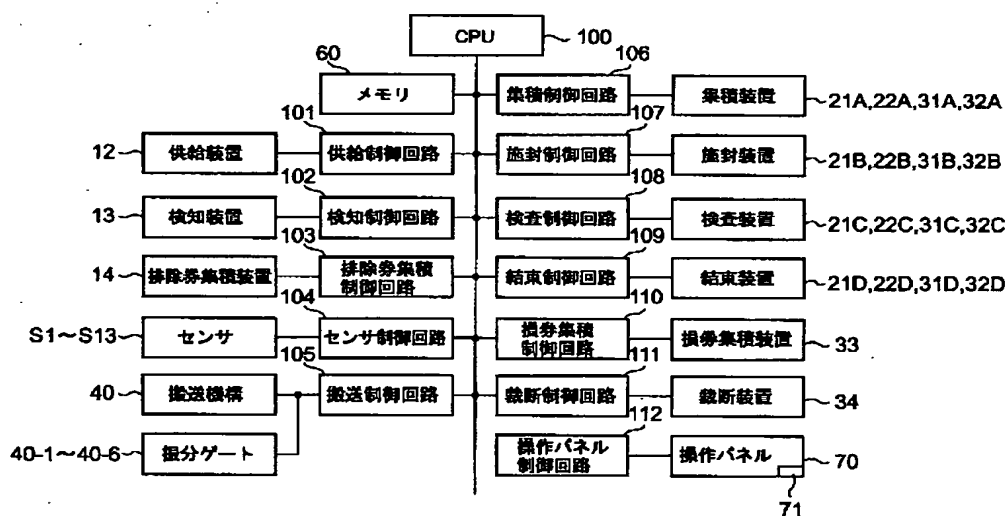 CPU
100
60
メモリ
106
集積制御回路
集積装置
21A,22A,31A,32A
12
供給装置
101
供給制御回路
107
施封制御回路
施封装置
21B,22B,31B,32B
13
検知装置
102
検知制御回路
108
検査制御回路
検査装置
21C,22C,31C,32C
14
排除券集積装置
103
排除券集積
制御回路
109
結束制御回路
結束装置
21D,22D,31D,32D
S1～S13
センサ
104
センサ制御回路
110
損券集積
制御回路
損券集積装置
33
40
搬送機構
105
搬送制御回路
111
裁断制御回路
裁断装置
34
40-1～40-6
振分ゲート
112
操作パネル
制御回路
操作パネル
70
71